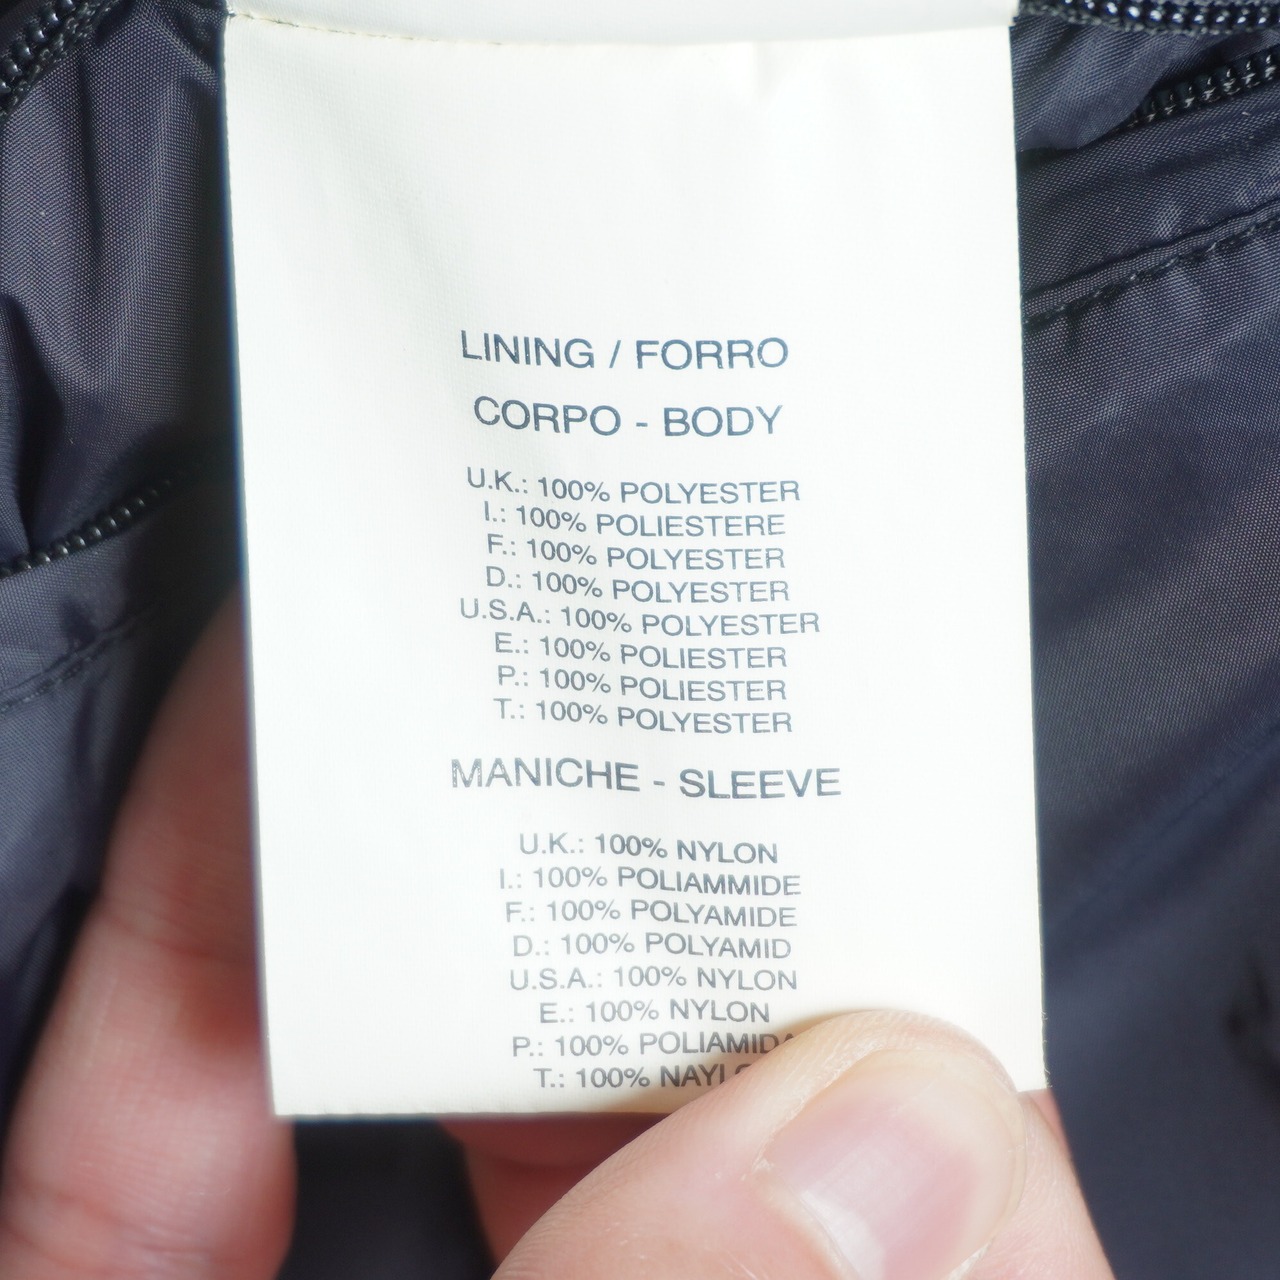 LINING / FORRO
CORPO - BODY
U.K.: 100% POLYESTER
I.: 100% POLIESTERE
F.: 100% POLYESTER
D.: 100% POLYESTER
U.S.A.: 100% POLYESTER
E.: 100% POLIESTER
P.: 100% POLIESTER
T.: 100% POLYESTER
MANICHE - SLEEVE
U.K.: 100% NYLON
I.: 100% POLIAMMIDE
F.: 100% POLYAMIDE
D.: 100% POLYAMID
U.S.A.: 100% NYLON
E.: 100% NYLON
P.: 100% POLIAMIDA
T.: 100%